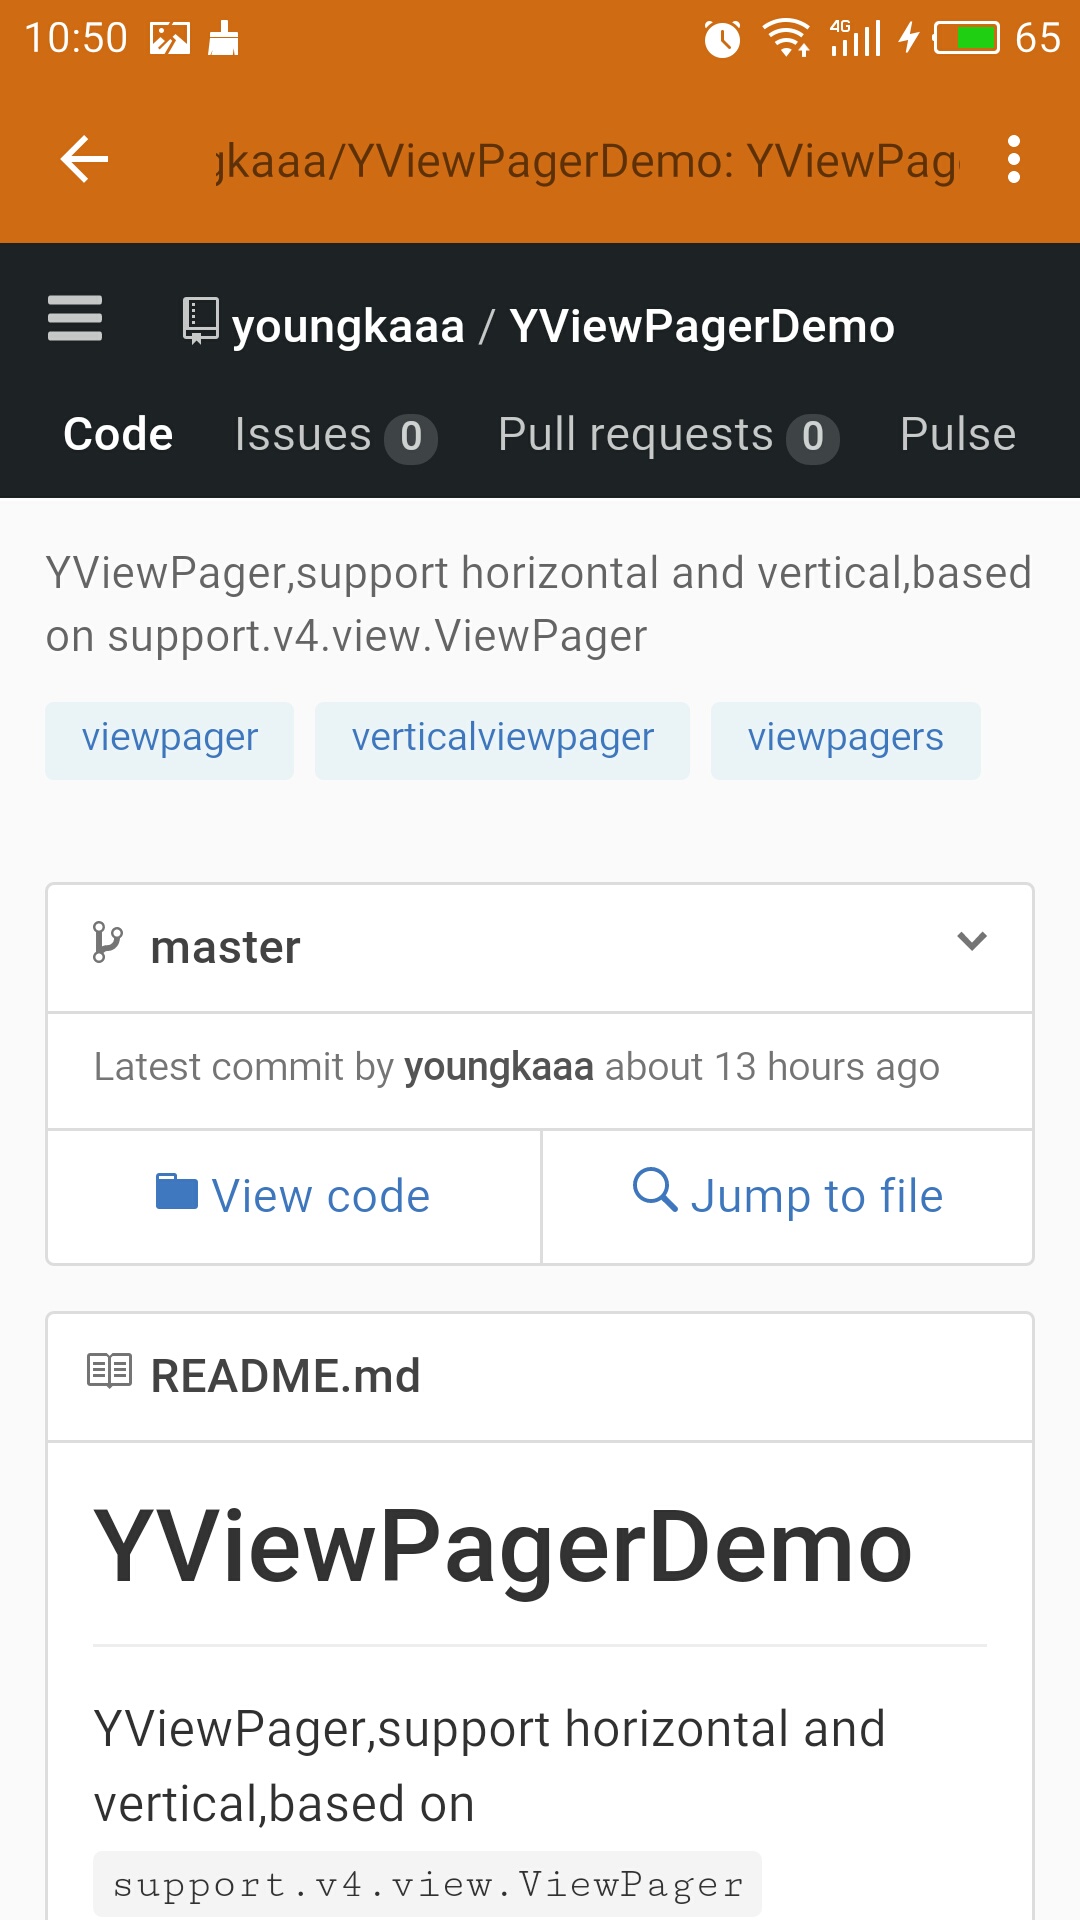 10:50 4G 65
gkaaa/YViewPagerDemo: YViewPag
youngkaaa / YViewPagerDemo
Code Issues 0 Pull requests 0 Pulse
YViewPager,support horizontal and vertical,based
on support.v4.view.ViewPager
viewpager verticalviewpager viewpagers
master
Latest commit by youngkaaa about 13 hours ago
View code Jump to file
README.md
YViewPagerDemo
YViewPager,support horizontal and
vertical,based on
support.v4.view.ViewPager